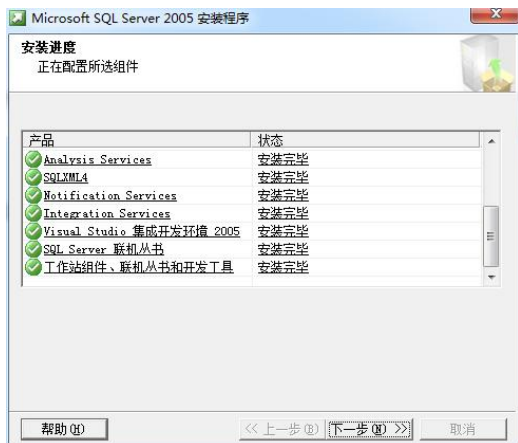 Microsoft SQL Server 2005 安装程序
安装进度
正在配置所选组件
产品 状态
Analysis Services 安装完毕
SQLXML4 安装完毕
Notification Services 安装完毕
Integration Services 安装完毕
Visual Studio 集成开发环境 2005 安装完毕
SQL Server 联机丛书 安装完毕
工作站组件、联机丛书和开发工具 安装完毕
帮助(H) << 上一步(B) 下一步(N) >> 取消